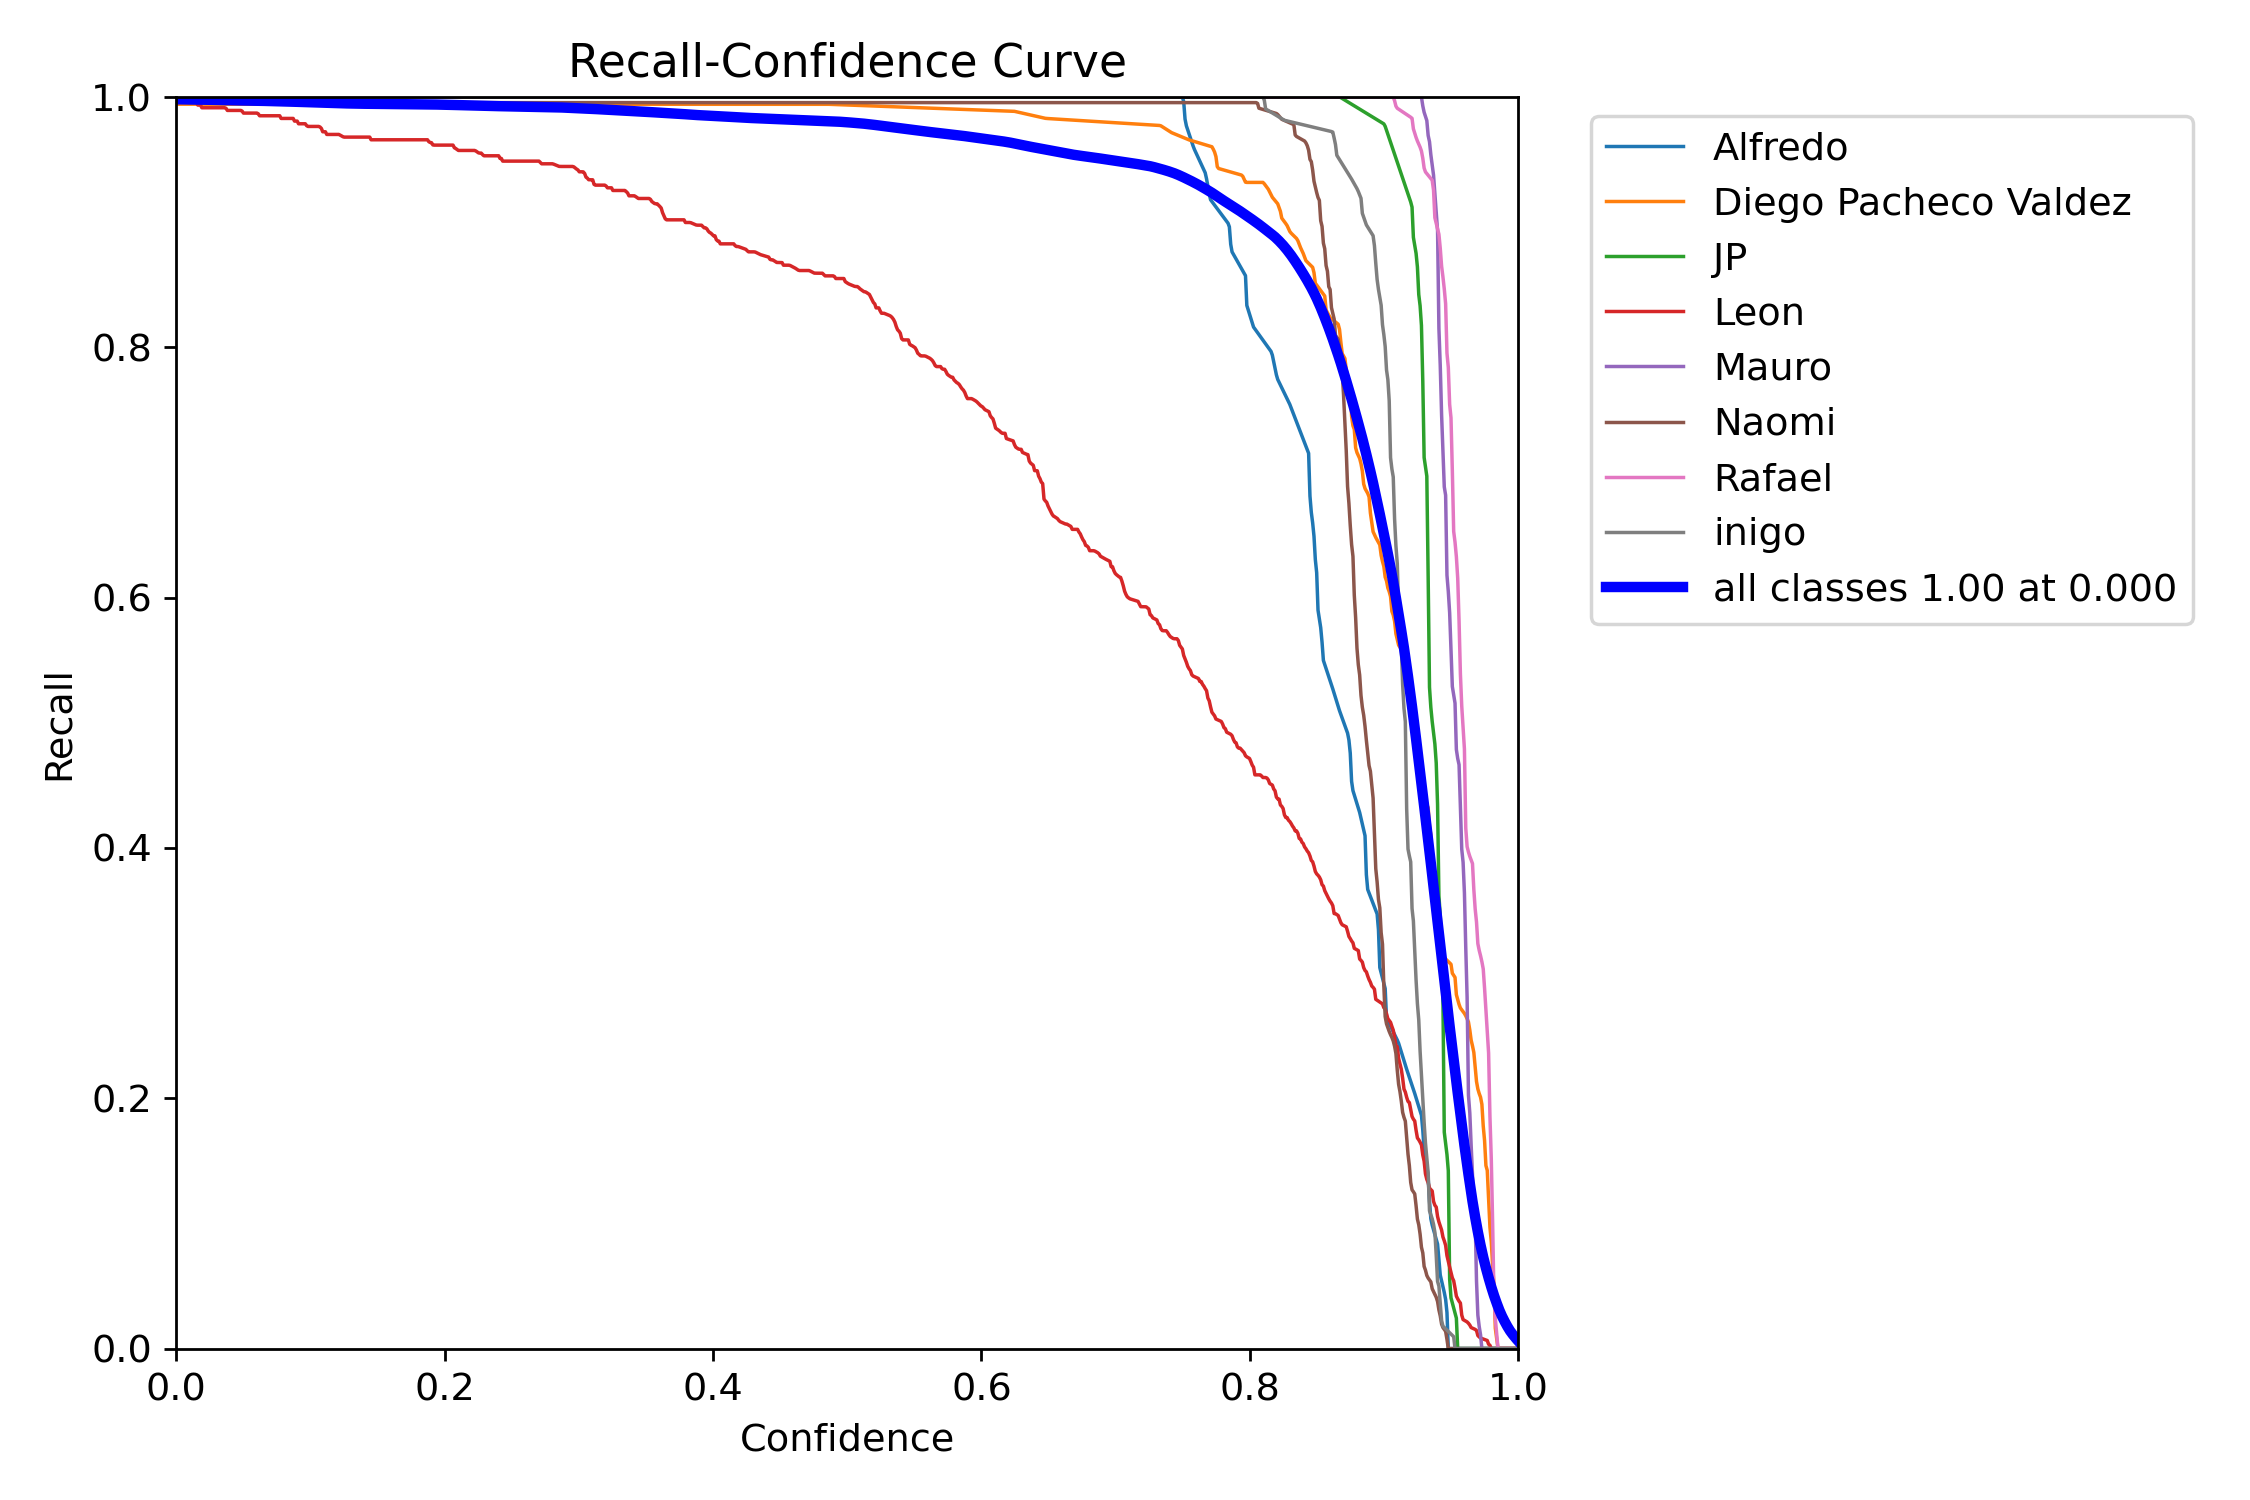 Recall-Confidence Curve
1.0
0.8
0.6
0.4
0.2
0.0
Recall
0.0 0.2 0.4 0.6 0.8 1.0
Confidence
Alfredo
Diego Pacheco Valdez
JP
Leon
Mauro
Naomi
Rafael
inigo
all classes 1.00 at 0.000